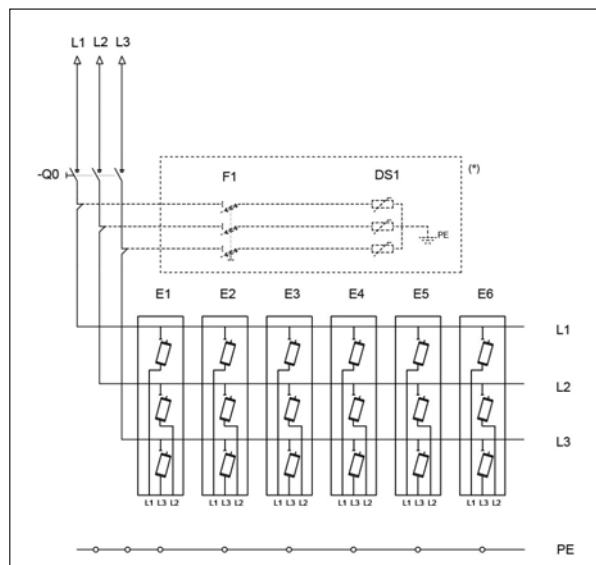 L1 L2 L3
-Q0
F1 DS1 (*)
PE
E1 E2 E3 E4 E5 E6
L1
L2
L3
L1 L3 L2 L1 L3 L2 L1 L3 L2 L1 L3 L2 L1 L3 L2 L1 L3 L2
PE